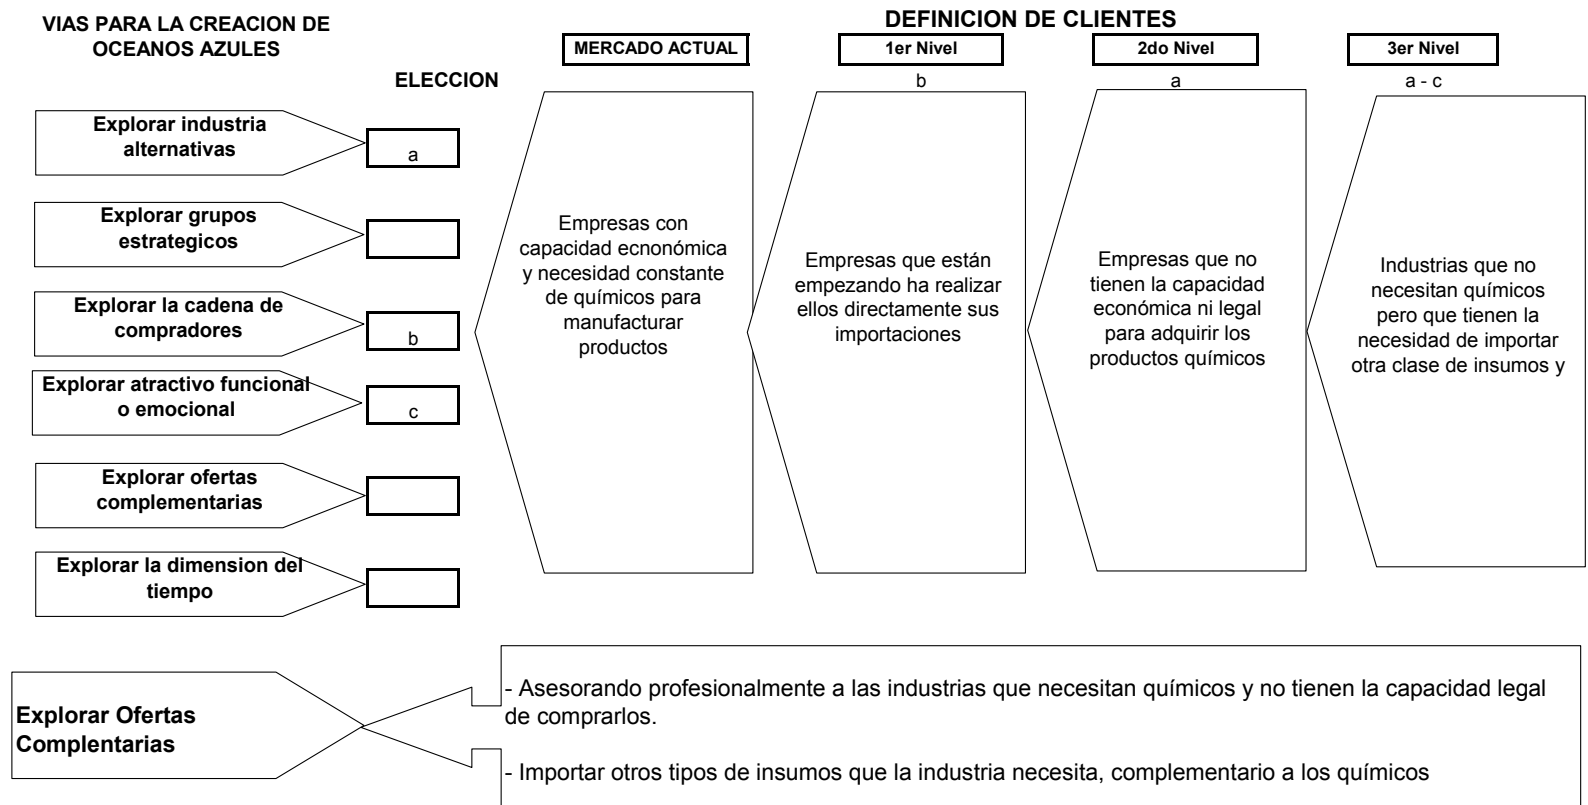 VIAS PARA LA CREACION DE
OCEANOS AZULES
DEFINICION DE CLIENTES
MERCADO ACTUAL
1er Nivel
2do Nivel
3er Nivel
ELECCION
b
a
a - c
Explorar industria
alternativas
a
Explorar grupos
estrategicos
Explorar la cadena de
compradores
b
Explorar atractivo funcional
o emocional
c
Explorar ofertas
complementarias
Explorar la dimension del
tiempo
Empresas con
capacidad ecnonómica
y necesidad constante
de químicos para
manufacturar
productos
Empresas que están
empezando ha realizar
ellos directamente sus
importaciones
Empresas que no
tienen la capacidad
económica ni legal
para adquirir los
productos químicos
Industrias que no
necesitan químicos
pero que tienen la
necesidad de importar
otra clase de insumos y
Explorar Ofertas
Complentarias
- Asesorando profesionalmente a las industrias que necesitan químicos y no tienen la capacidad legal
de comprarlos.
- Importar otros tipos de insumos que la industria necesita, complementario a los químicos